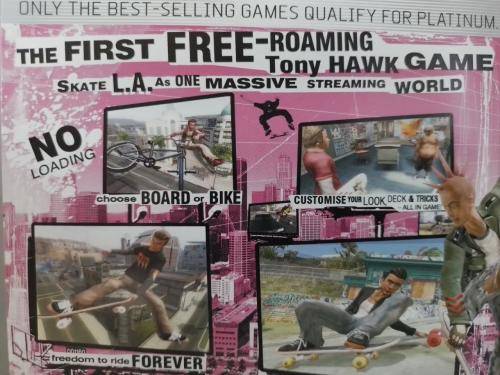 ONLY THE BEST-SELLING GAMES QUALIFY FOR PLATINUM.
THE FIRST FREE-ROAMING
Tony HAWK GAME
SKATE L.A. AS ONE MASSIVE STREAMING WORLD
NO
LOADING
choose BOARD or BIKE
CUSTOMISE YOUR LOOK, DECK & TRICKS
- ALL IN GAME
freedom to ride FOREVER